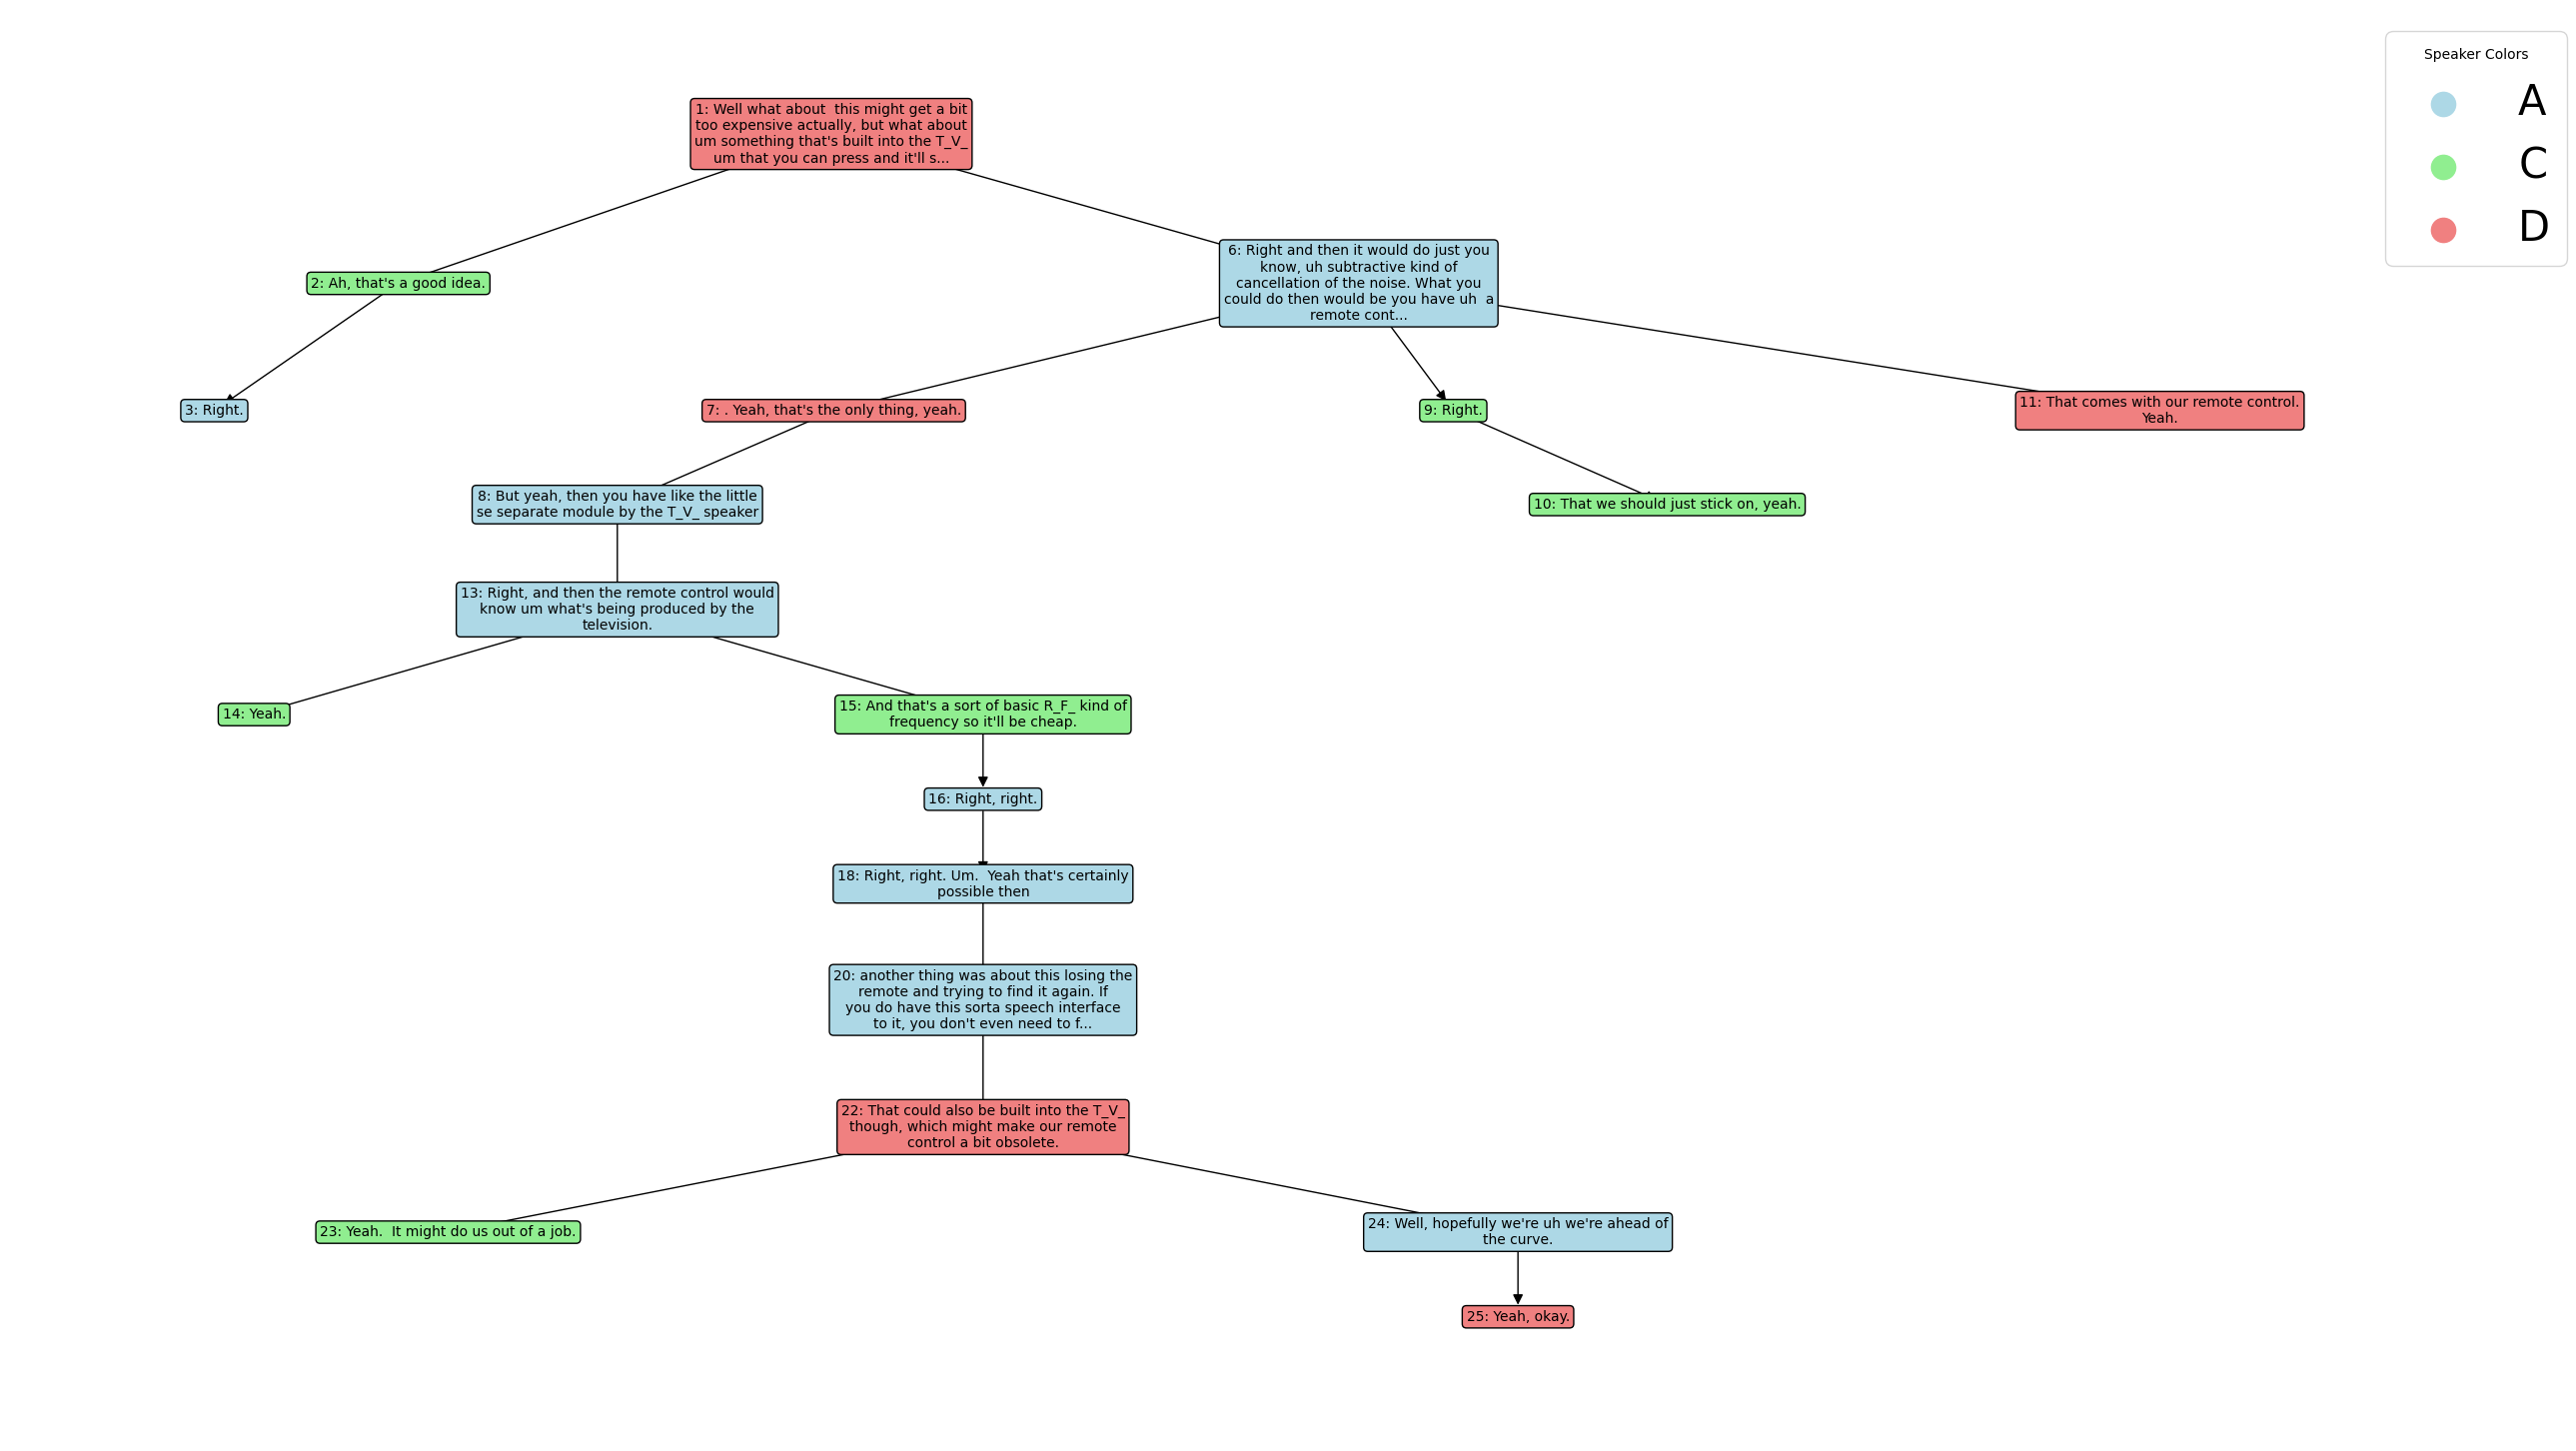 Speaker Colors
A
C
D
1: Well what about  this might get a bit
too expensive actually, but what about
um something that's built into the T_V_
um that you can press and it'll s...
2: Ah, that's a good idea.
6: Right and then it would do just you
know, uh subtractive kind of
cancellation of the noise. What you
could do then would be you have uh  a
remote cont...
3: Right.
7: . Yeah, that's the only thing, yeah.
9: Right.
11: That comes with our remote control.
Yeah.
8: But yeah, then you have like the little
se separate module by the T_V_ speaker
10: That we should just stick on, yeah.
13: Right, and then the remote control would
know um what's being produced by the
television.
14: Yeah.
15: And that's a sort of basic R_F_ kind of
frequency so it'll be cheap.
16: Right, right.
18: Right, right. Um.  Yeah that's certainly
possible then
20: another thing was about this losing the
remote and trying to find it again. If
you do have this sorta speech interface
to it, you don't even need to f...
22: That could also be built into the T_V_
though, which might make our remote
control a bit obsolete.
23: Yeah.  It might do us out of a job.
24: Well, hopefully we're uh we're ahead of
the curve.
25: Yeah, okay.